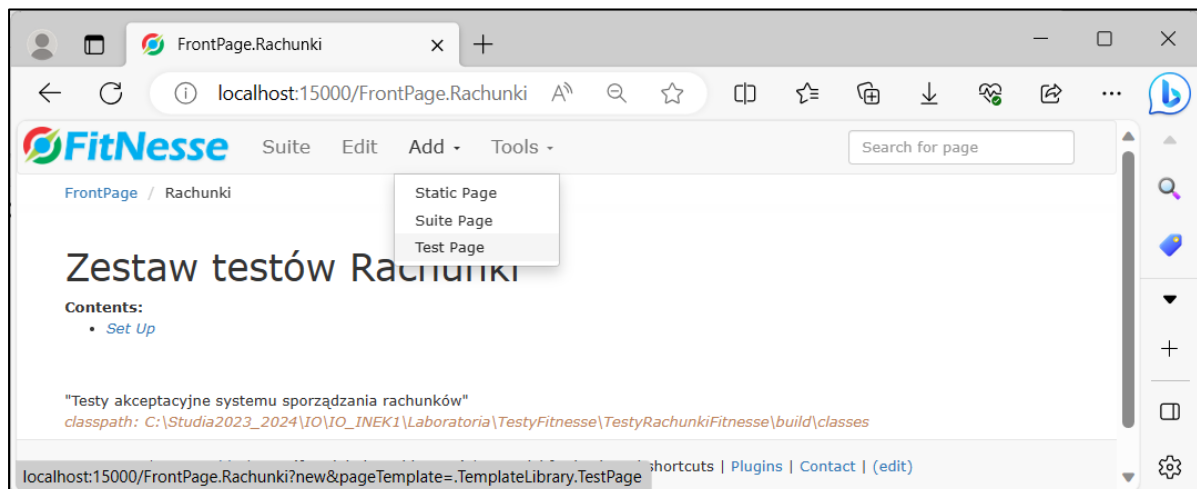 FrontPage.Rachunki
localhost:15000/FrontPage.Rachunki
FitNesse Suite Edit Add Tools Search for page
FrontPage / Rachunki
Static Page
Suite Page
Test Page
Zestaw testów Rachunki
Contents:
• Set Up
"Testy akceptacyjne systemu sporządzania rachunków"
classpath: C:\Studia2023_2024\IO\IO_INEK1\Laboratoria\TestyFitnesse\TestyRachunkiFitnesse\build\classes
shortcuts | Plugins | Contact | (edit)
localhost:15000/FrontPage.Rachunki?new&pageTemplate=.TemplateLibrary.TestPage